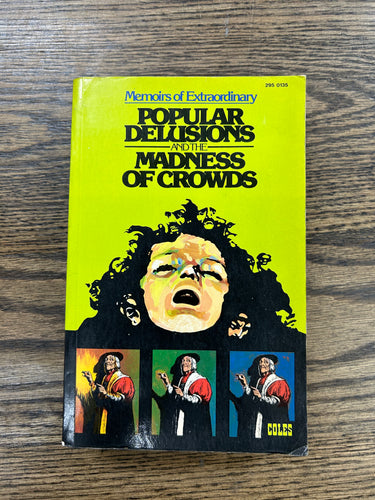 295 0135
Memoirs of Extraordinary
POPULAR
DELUSIONS
AND THE
MADNESS
OF CROWDS
COLES